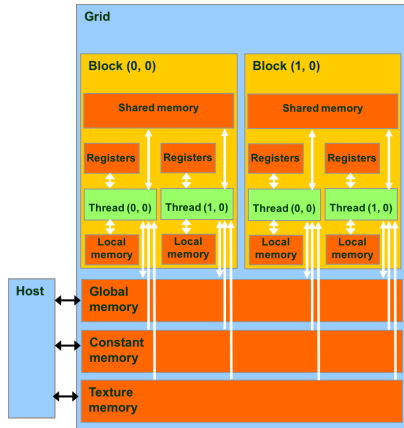 Grid
Block (0, 0)
Block (1, 0)
Shared memory
Shared memory
Registers
Registers
Registers
Registers
Thread (0, 0)
Thread (1, 0)
Thread (0, 0)
Thread (1, 0)
Local
memory
Local
memory
Local
memory
Local
memory
Host
Global
memory
Constant
memory
Texture
memory